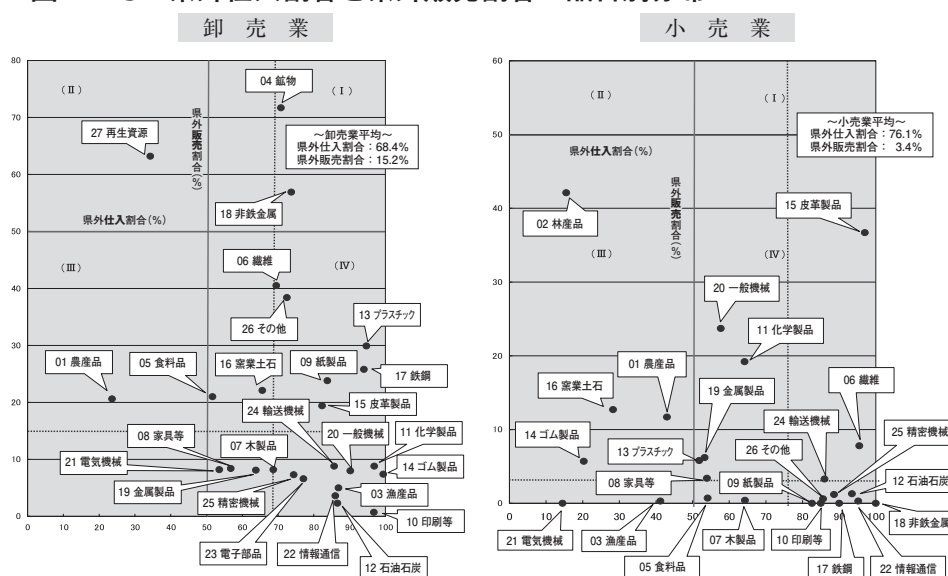 卸売業
80
70
60
50
40
30
20
10
0
0 10 20 30 40 50 60 70 80 90 100
(Ⅱ)
(Ⅰ)
(Ⅲ)
(Ⅳ)
県外販売割合(%)
県外仕入割合(%)
~卸売業平均~
県外仕入割合:68.4%
県外販売割合:15.2%
04 鉱物
27 再生資源
18 非鉄金属
06 繊維
26 その他
13 プラスチック
01 農産品
05 食料品
16 窯業土石
09 紙製品
17 鉄鋼
24 輸送機械
15 皮革製品
08 家具等
07 木製品
20 一般機械
11 化学製品
21 電気機械
14 ゴム製品
19 金属製品
25 精密機械
03 漁産品
23 電子部品
22 情報通信
10 印刷等
12 石油石炭
小売業
60
50
40
30
20
10
0
0 10 20 30 40 50 60 70 80 90 100
(Ⅱ)
(Ⅰ)
(Ⅲ)
(Ⅳ)
県外仕入割合(%)
県外販売割合(%)
~小売業平均~
県外仕入割合:76.1%
県外販売割合: 3.4%
02 林産品
15 皮革製品
20 一般機械
11 化学製品
01 農産品
16 窯業土石
19 金属製品
06 繊維
14 ゴム製品
13 プラスチック
24 輸送機械
25 精密機械
26 その他
08 家具等
09 紙製品
12 石油石炭
21 電気機械
03 漁産品
07 木製品
10 印刷等
18 非鉄金属
05 食料品
17 鉄鋼
22 情報通信